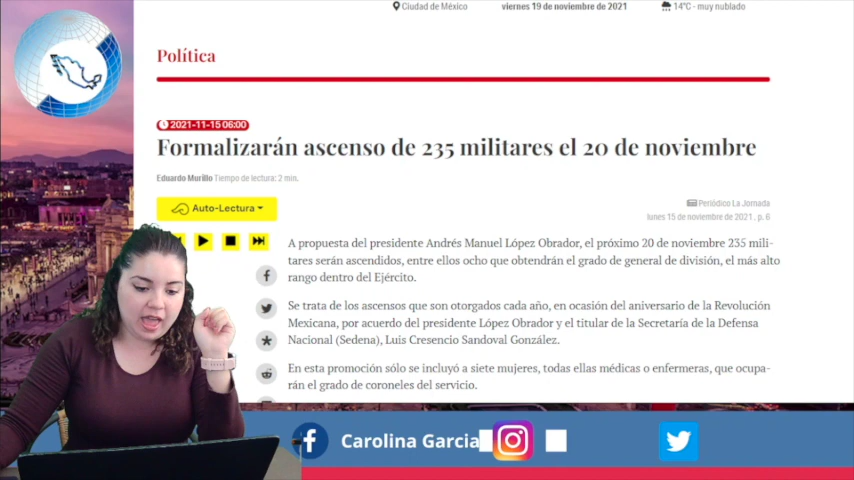 Ciudad de México viernes 19 de noviembre de 2021 14°C - muy nublado
Política
2021-11-15 06:00
Formalizarán ascenso de 235 militares el 20 de noviembre
Eduardo Murillo Tiempo de lectura: 2 min.
Auto-Lectura
Periódico La Jornada
lunes 15 de noviembre de 2021 , p. 6
A propuesta del presidente Andrés Manuel López Obrador, el próximo 20 de noviembre 235 mili-
tares serán ascendidos, entre ellos ocho que obtendrán el grado de general de división, el más alto
rango dentro del Ejército.
Se trata de los ascensos que son otorgados cada año, en ocasión del aniversario de la Revolución
Mexicana, por acuerdo del presidente López Obrador y el titular de la Secretaría de la Defensa
Nacional (Sedena), Luis Cresencio Sandoval González.
En esta promoción sólo se incluyó a siete mujeres, todas ellas médicas o enfermeras, que ocupa-
rán el grado de coroneles del servicio.
Carolina Garcia